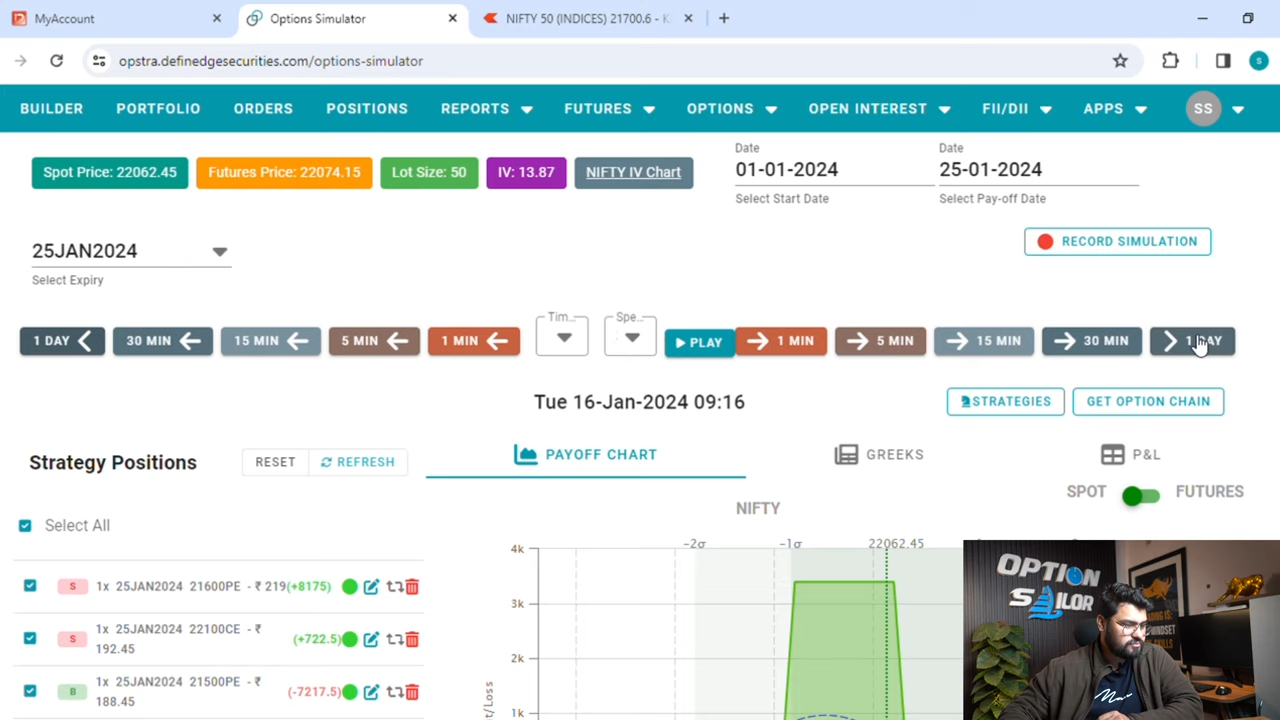 MyAccount
Options Simulator
NIFTY 50 (INDICES) 21700.6 - K
opstra.definedgesecurities.com/options-simulator
S
BUILDER PORTFOLIO ORDERS POSITIONS REPORTS FUTURES OPTIONS OPEN INTEREST FII/DII APPS SS
Spot Price: 22062.45 Futures Price: 22074.15 Lot Size: 50 IV: 13.87 NIFTY IV Chart
Date Date
01-01-2024 25-01-2024
Select Start Date Select Pay-off Date
25JAN2024
Select Expiry
RECORD SIMULATION
Tim... Spe...
1 DAY 30 MIN 15 MIN 5 MIN 1 MIN PLAY 1 MIN 5 MIN 15 MIN 30 MIN 1 DAY
Tue 16-Jan-2024 09:16
STRATEGIES GET OPTION CHAIN
Strategy Positions RESET REFRESH
PAYOFF CHART GREEKS P&L
SPOT FUTURES
NIFTY
Select All
-2σ -1σ 22062.45
4k
3k
2k
1k
t/Loss
S 1x 25JAN2024 21600PE - ₹ 219(+8175)
S 1x 25JAN2024 22100CE - ₹
192.45
(+722.5)
B 1x 25JAN2024 21500PE - ₹
188.45
(-7217.5)
OPTION
SAILOR